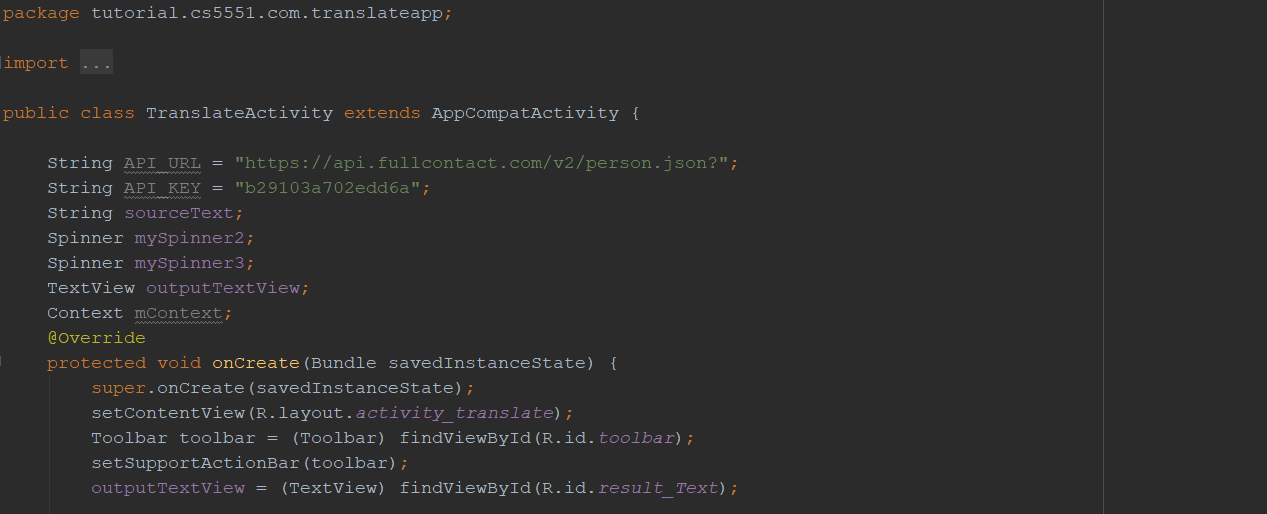 package tutorial.cs5551.com.translateapp;
import ...
public class TranslateActivity extends AppCompatActivity {
String API_URL = "https://api.fullcontact.com/v2/person.json?";
String API_KEY = "b29103a702edd6a";
String sourceText;
Spinner mySpinner2;
Spinner mySpinner3;
TextView outputTextView;
Context mContext;
@Override
protected void onCreate(Bundle savedInstanceState) {
super.onCreate(savedInstanceState);
setContentView(R.layout.activity_translate);
Toolbar toolbar = (Toolbar) findViewById(R.id.toolbar);
setSupportActionBar(toolbar);
outputTextView = (TextView) findViewById(R.id.result_Text);